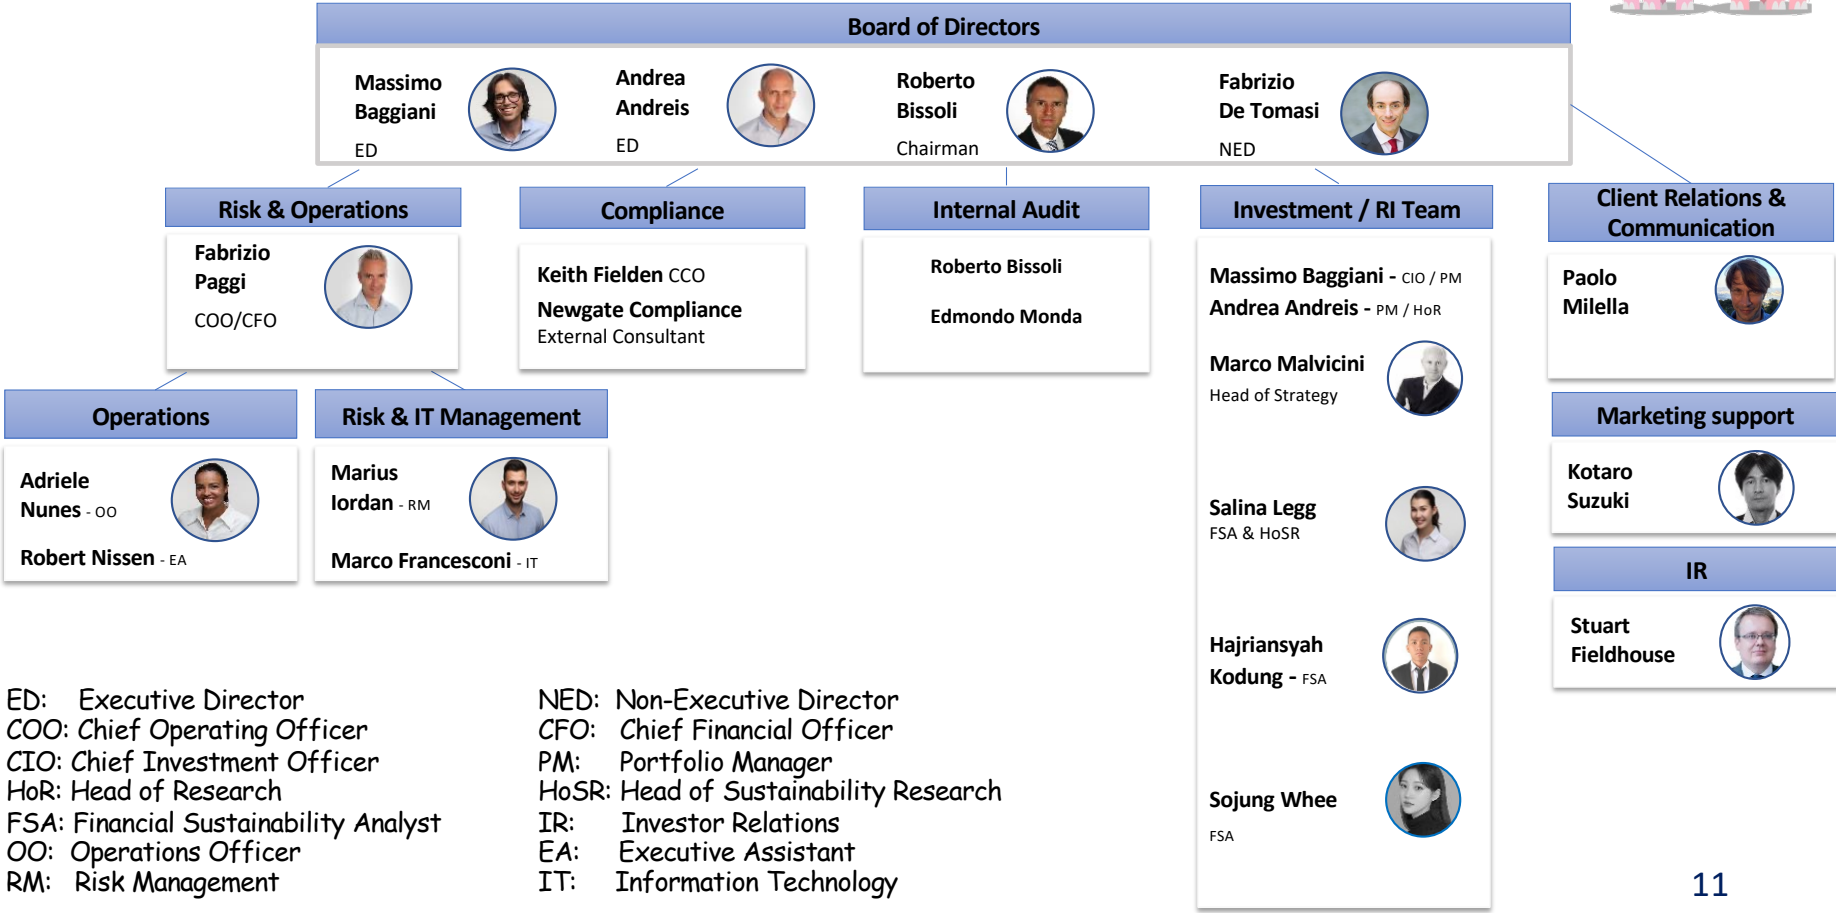 Board of Directors
Massimo
Baggiani
ED
Andrea
Andreis
ED
Roberto
Bissoli
Chairman
Fabrizio
De Tomasi
NED
Risk & Operations
Fabrizio
Paggi
COO/CFO
Compliance
Keith Fielden CCO
Newgate Compliance
External Consultant
Internal Audit
Roberto Bissoli
Edmondo Monda
Investment / RI Team
Massimo Baggiani - CIO / PM
Andrea Andreis - PM / HoR
Marco Malvicini
Head of Strategy
Salina Legg
FSA & HoSR
Hajriansyah
Kodung - FSA
Sojung Whee
FSA
Client Relations &
Communication
Paolo
Milella
Marketing support
Kotaro
Suzuki
IR
Stuart
Fieldhouse
Operations
Adriele
Nunes - OO
Robert Nissen - EA
Risk & IT Management
Marius
Iordan - RM
Marco Francesconi - IT
ED: Executive Director
COO: Chief Operating Officer
CIO: Chief Investment Officer
HoR: Head of Research
FSA: Financial Sustainability Analyst
OO: Operations Officer
RM: Risk Management
NED: Non-Executive Director
CFO: Chief Financial Officer
PM: Portfolio Manager
HoSR: Head of Sustainability Research
IR: Investor Relations
EA: Executive Assistant
IT: Information Technology
11